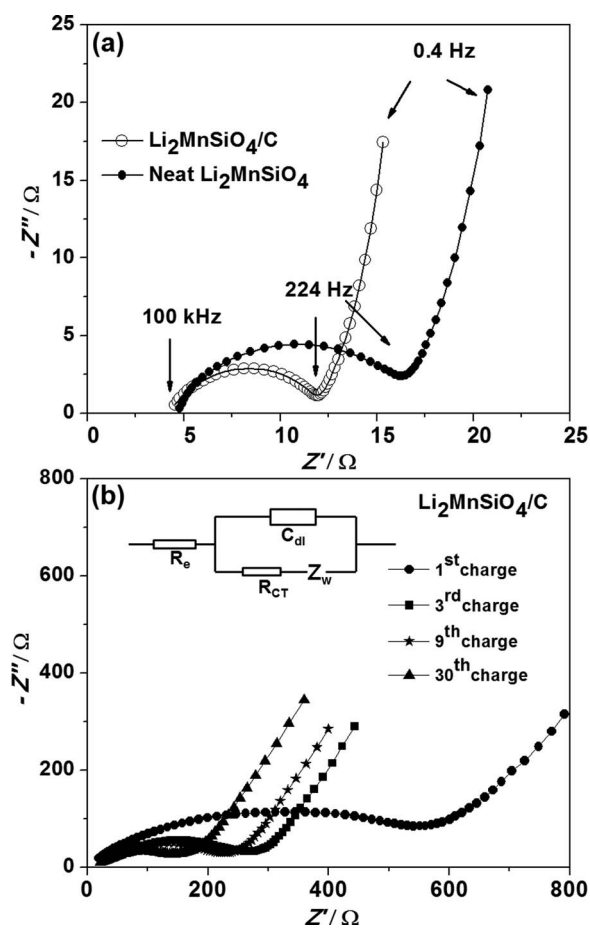 25
(a)
0.4 Hz
20
Li2MnSiO4/C
Neat Li2MnSiO4
15
-Z''/Ω
10
224 Hz
100 kHz
5
0
0 5 10 15 20 25
Z'/Ω
800
(b)
Li2MnSiO4/C
Cdl
Re
RCT
Zw
1st charge
3rd charge
9th charge
30th charge
600
400
-Z''/Ω
200
0
0 200 400 600 800
Z'/Ω